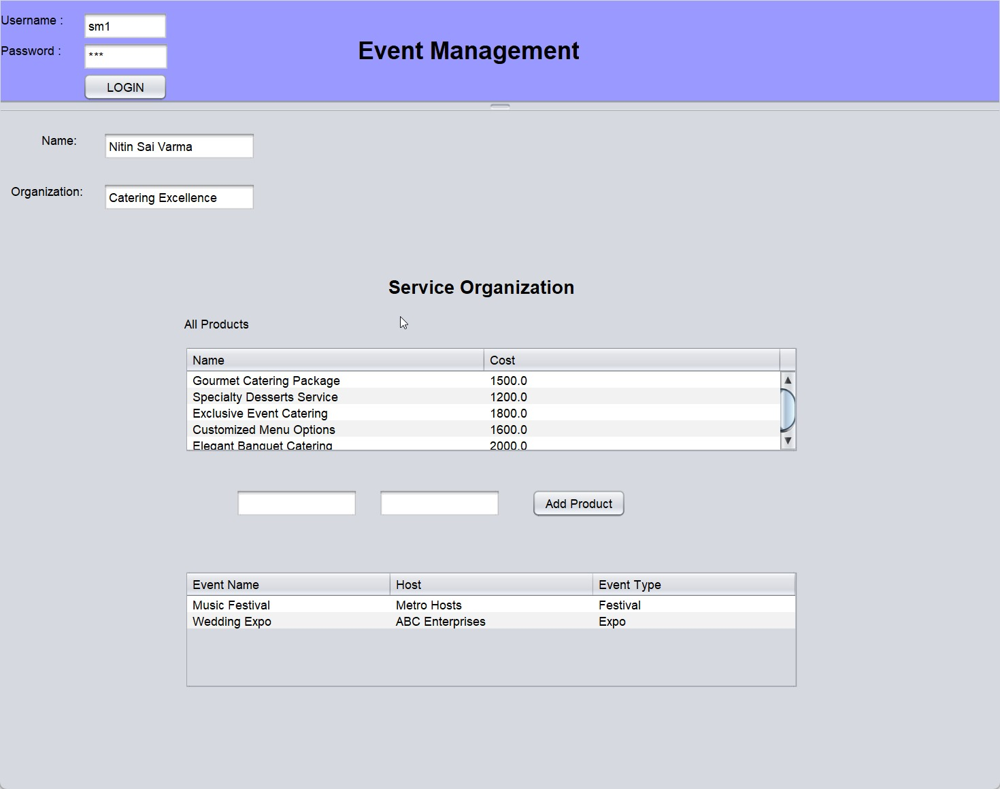 Username :
sm1
Password :
***
LOGIN
Event Management
Name:
Nitin Sai Varma
Organization:
Catering Excellence
Service Organization
All Products
Name Cost
Gourmet Catering Package 1500.0
Specialty Desserts Service 1200.0
Exclusive Event Catering 1800.0
Customized Menu Options 1600.0
Elegant Banquet Catering 2000.0
Add Product
Event Name Host Event Type
Music Festival Metro Hosts Festival
Wedding Expo ABC Enterprises Expo